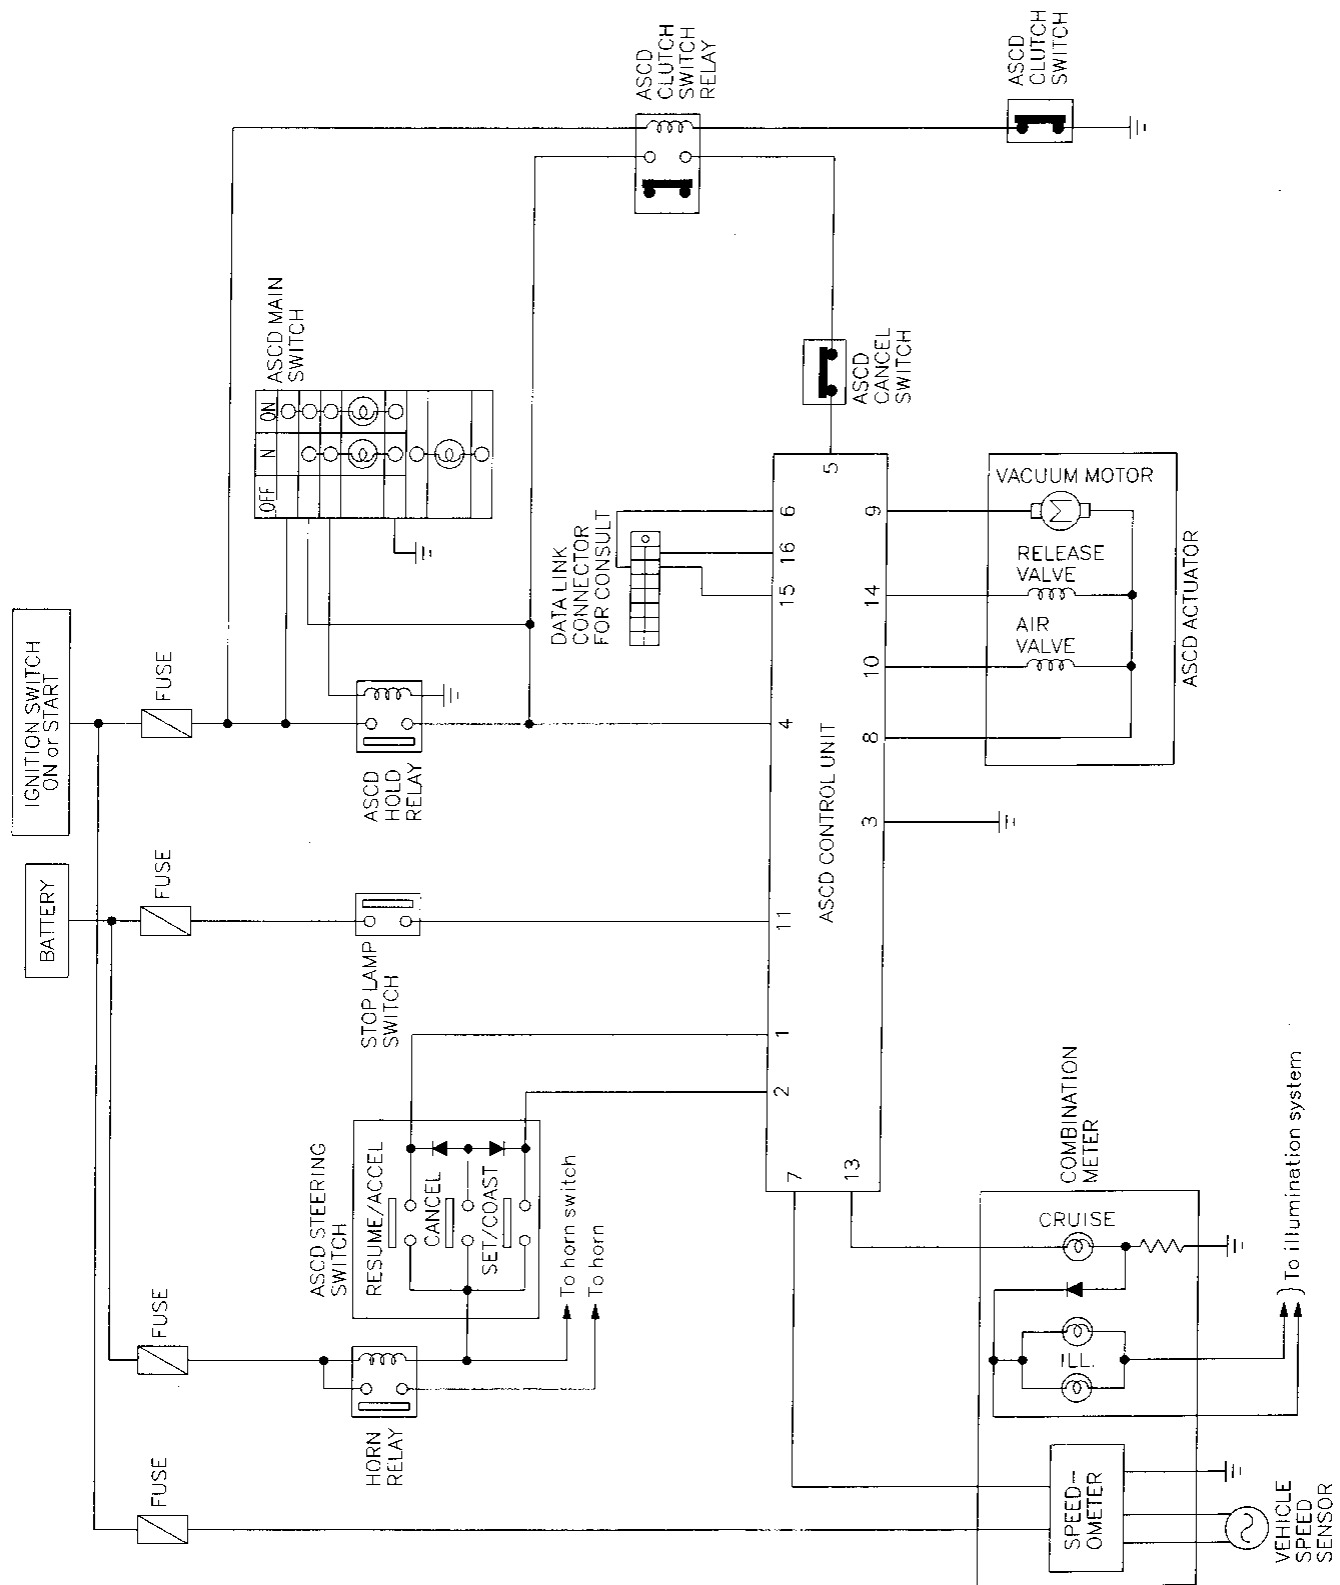 IGNITION SWITCH
ON or START
BATTERY
FUSE
FUSE
FUSE
FUSE
ASCD MAIN
SWITCH
OFF
N
ON
ASCD
CLUTCH
SWITCH
RELAY
ASCD
CLUTCH
SWITCH
ASCD
HOLD
RELAY
STOP LAMP
SWITCH
ASCD STEERING
SWITCH
RESUME/ACCEL
CANCEL
SET/COAST
To horn switch
To horn
HORN
RELAY
DATA LINK
CONNECTOR
FOR CONSULT
ASCD
CANCEL
SWITCH
ASCD CONTROL UNIT
5
6
16
15
4
11
1
2
9
14
10
8
3
7
13
VACUUM MOTOR
M
RELEASE
VALVE
AIR
VALVE
ASCD ACTUATOR
COMBINATION
METER
CRUISE
ILL.
To illumination system
SPEED-
OMETER
VEHICLE
SPEED
SENSOR